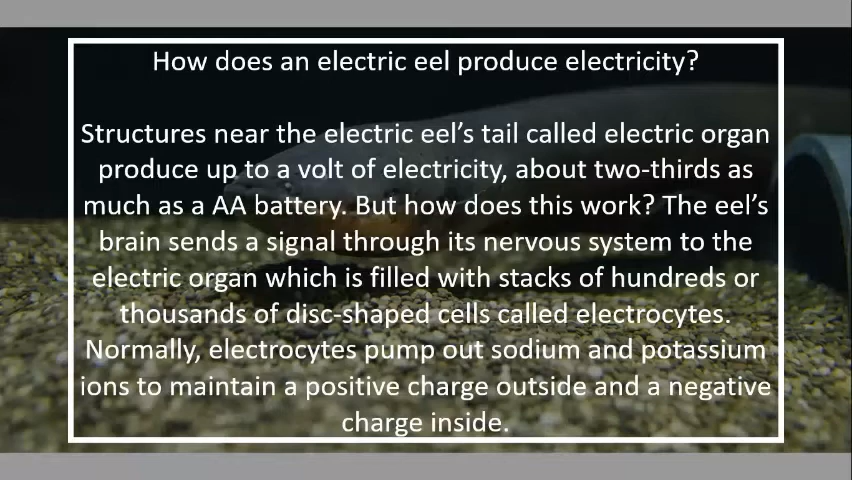 How does an electric eel produce electricity?
Structures near the electric eel's tail called electric organ
produce up to a volt of electricity, about two-thirds as
much as a AA battery. But how does this work? The eel's
brain sends a signal through its nervous system to the
electric organ which is filled with stacks of hundreds or
thousands of disc-shaped cells called electrocytes.
Normally, electrocytes pump out sodium and potassium
ions to maintain a positive charge outside and a negative
charge inside.